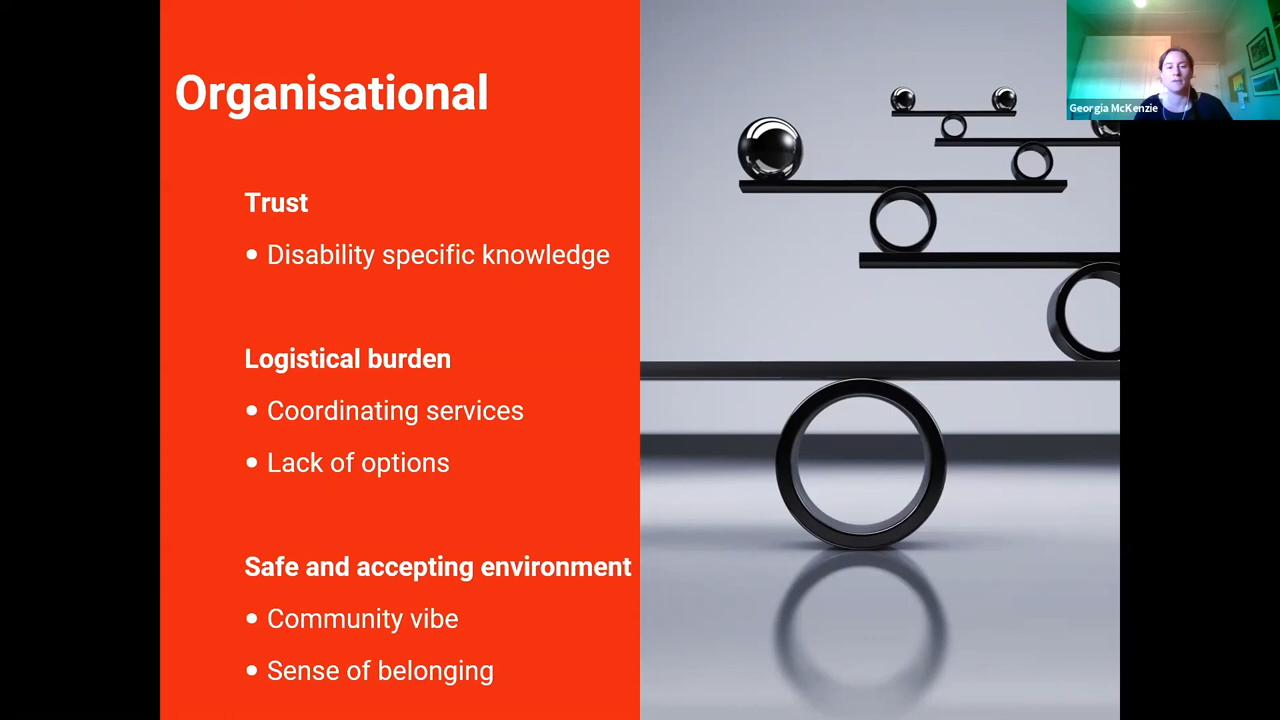 Organisational
Trust
• Disability specific knowledge
Logistical burden
• Coordinating services
• Lack of options
Safe and accepting environment
• Community vibe
• Sense of belonging
Georgia McKenzie